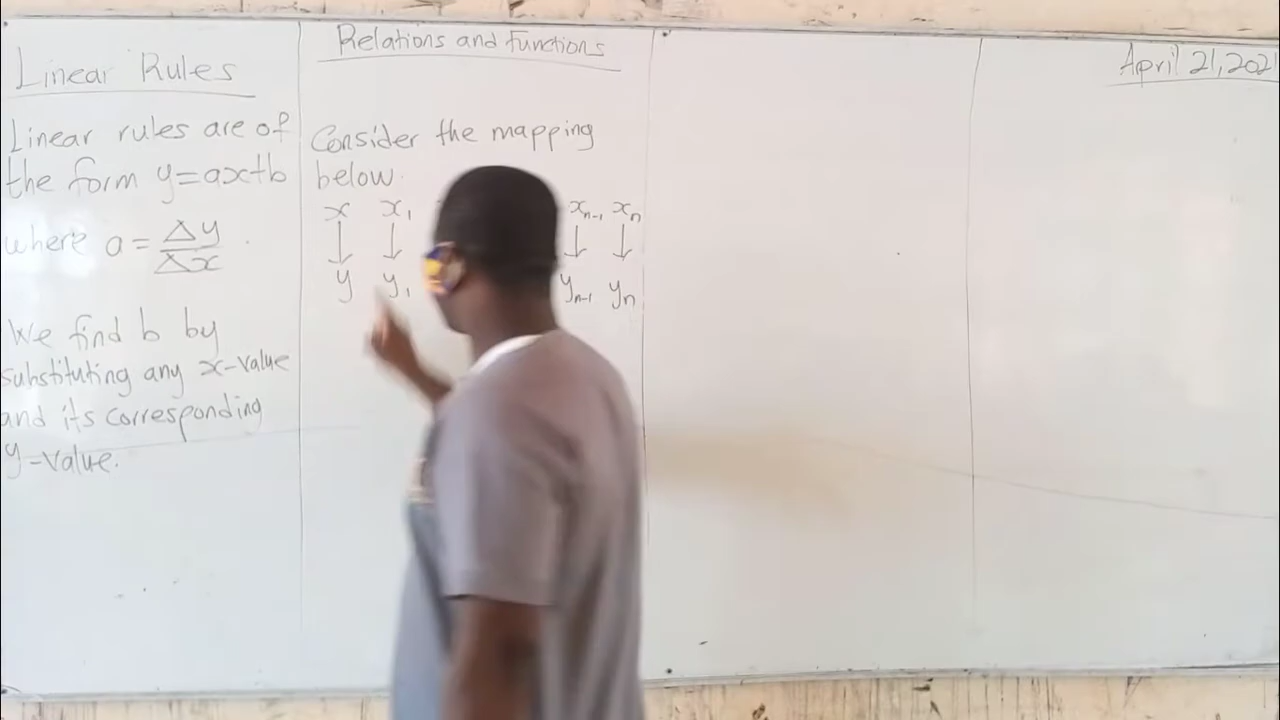 Linear Rules
Linear rules are of
the form y=ax+b
where a = Δy/Δx.
We find b by
substituting any x-value
and its corresponding
y-value.
Relations and Functions
Consider the mapping
below.
x x₁ xₙ₋₁ xₙ
↓ ↓ ↓ ↓
y y₁ yₙ₋₁ yₙ
April 21, 202